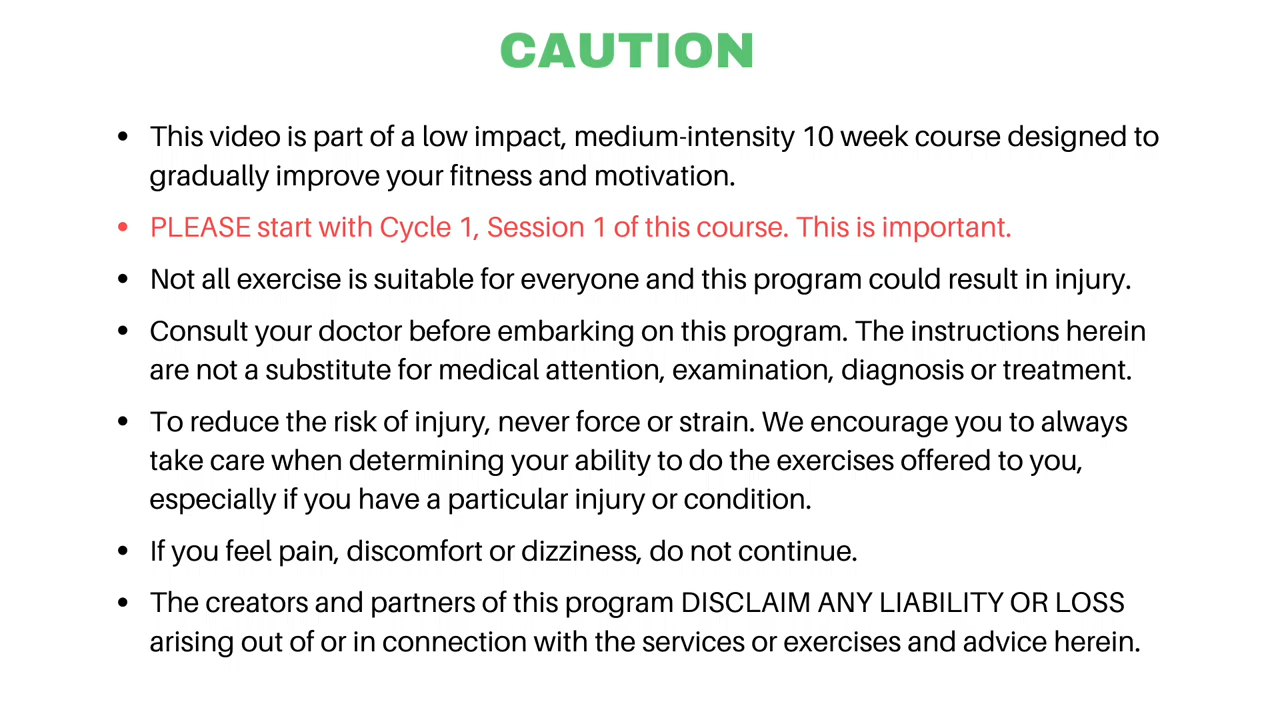 CAUTION
• This video is part of a low impact, medium-intensity 10 week course designed to
gradually improve your fitness and motivation.
• PLEASE start with Cycle 1, Session 1 of this course. This is important.
• Not all exercise is suitable for everyone and this program could result in injury.
• Consult your doctor before embarking on this program. The instructions herein
are not a substitute for medical attention, examination, diagnosis or treatment.
• To reduce the risk of injury, never force or strain. We encourage you to always
take care when determining your ability to do the exercises offered to you,
especially if you have a particular injury or condition.
• If you feel pain, discomfort or dizziness, do not continue.
• The creators and partners of this program DISCLAIM ANY LIABILITY OR LOSS
arising out of or in connection with the services or exercises and advice herein.